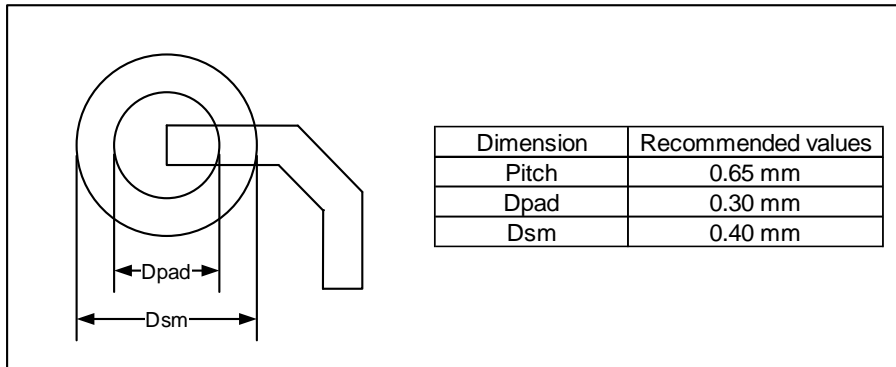 Dpad
Dsm
Dimension Recommended values
Pitch 0.65 mm
Dpad 0.30 mm
Dsm 0.40 mm